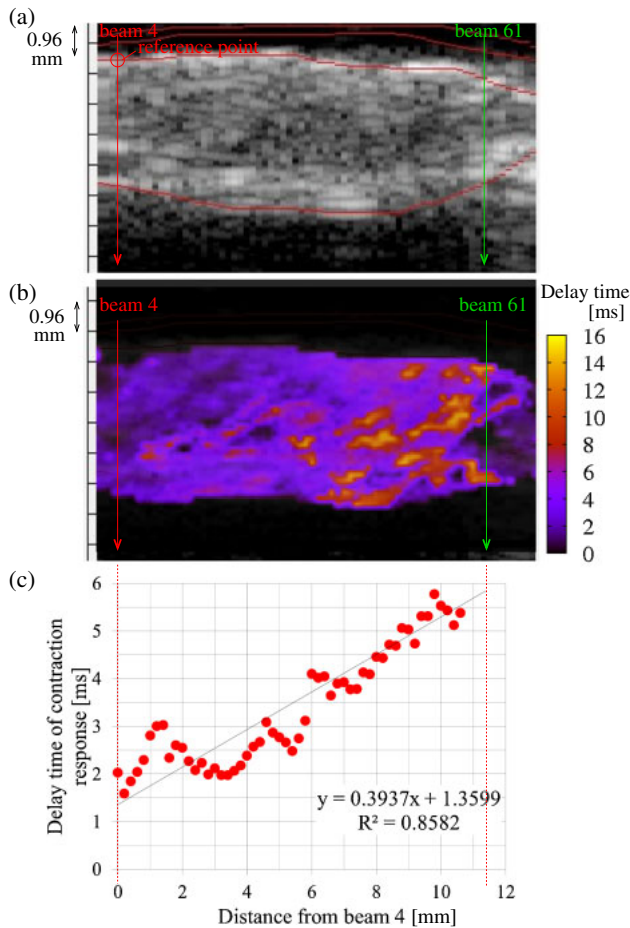 (a)
beam 4
beam 61
0.96
mm
reference point
(b)
beam 4
beam 61
Delay time
[ms]
0.96
mm
16
14
12
10
8
6
4
2
0
(c)
6
5
4
3
2
1
0
Delay time of contraction
response [ms]
y = 0.3937x + 1.3599
R² = 0.8582
0 2 4 6 8 10 12
Distance from beam 4 [mm]